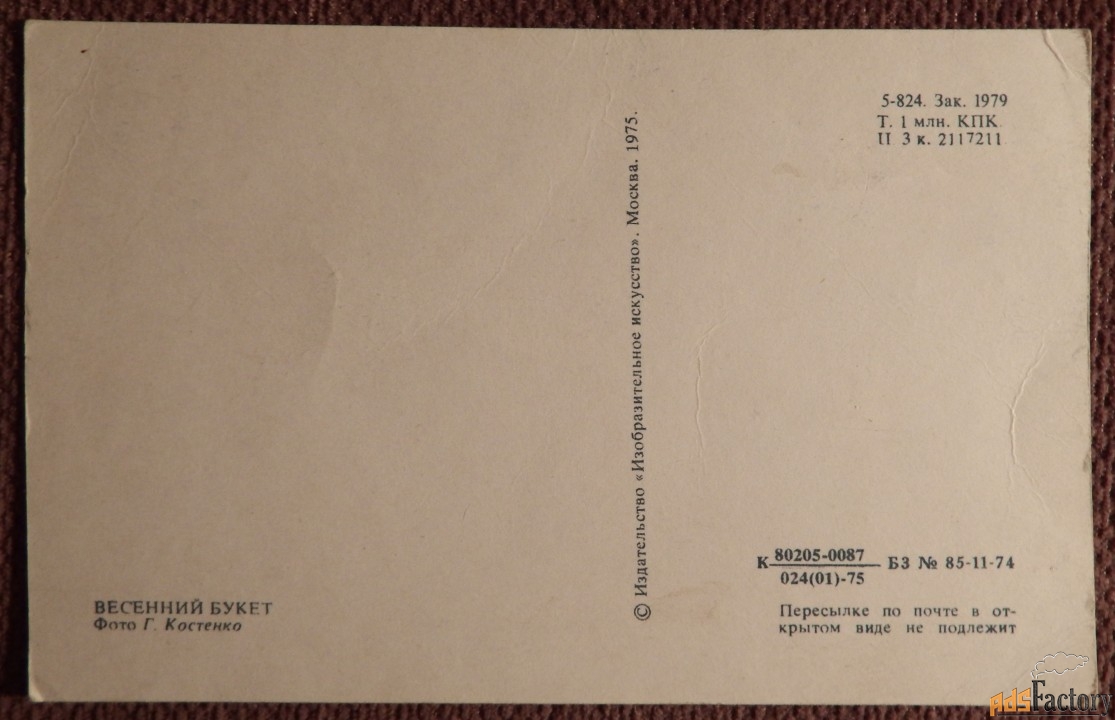 5-824. Зак. 1979
Т. 1 млн. КПК
Ц 3 к. 2117211
© Издательство «Изобразительное искусство». Москва. 1975.
К 80205-0087 БЗ № 85-11-74
024(01)-75
ВЕСЕННИЙ БУКЕТ
Фото Г. Костенко
Пересылке по почте в от-
крытом виде не подлежит
adsFactory